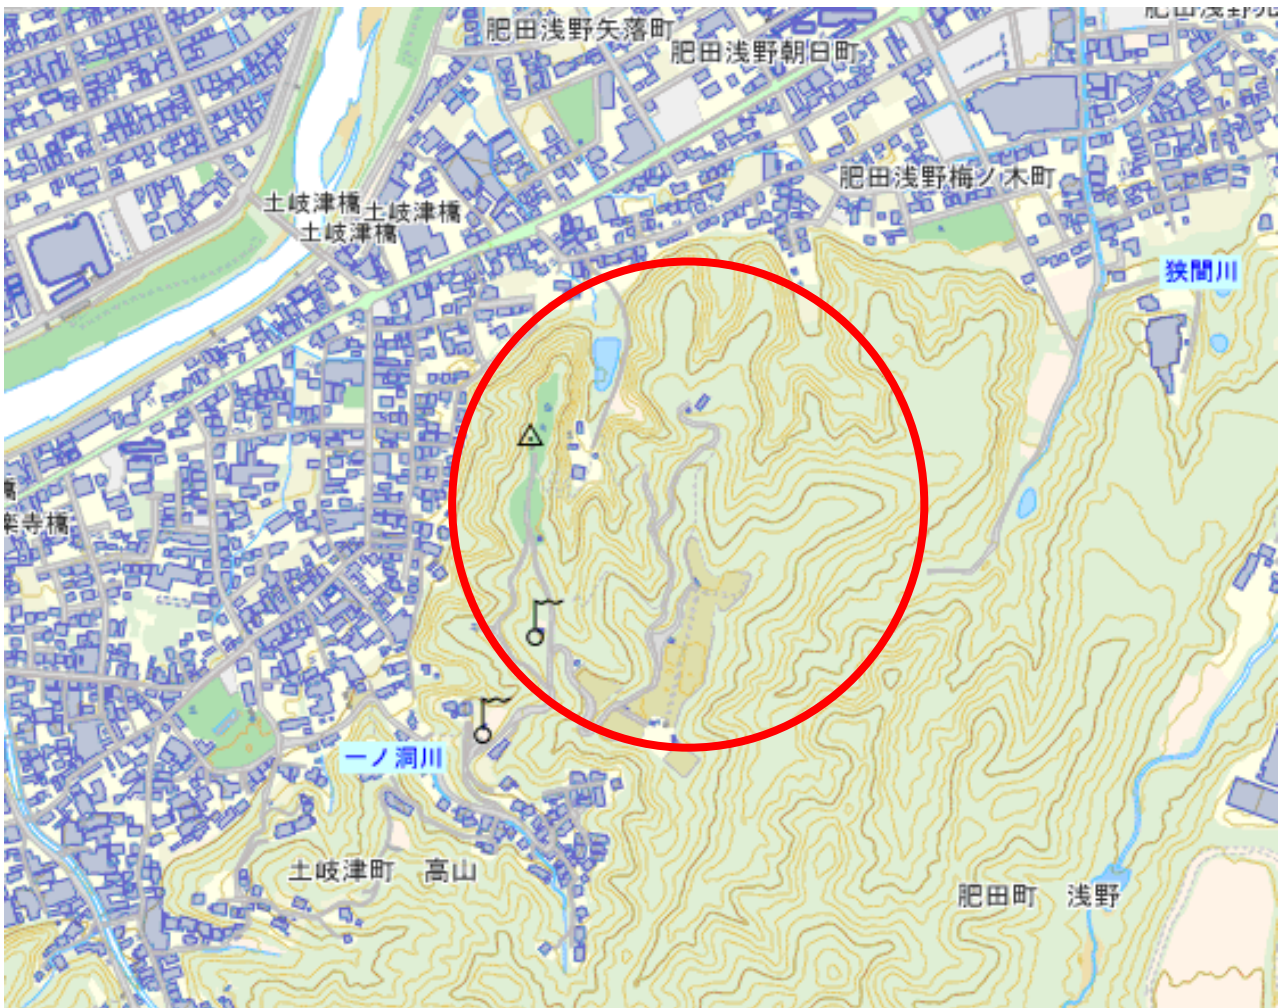 肥田浅野矢落町
肥田浅野朝日町
肥田浅野梅ノ木町
土岐津橋
土岐津橋
土岐津橋
狭間川
楽寺橋
一ノ洞川
土岐津町 高山
肥田町 浅野